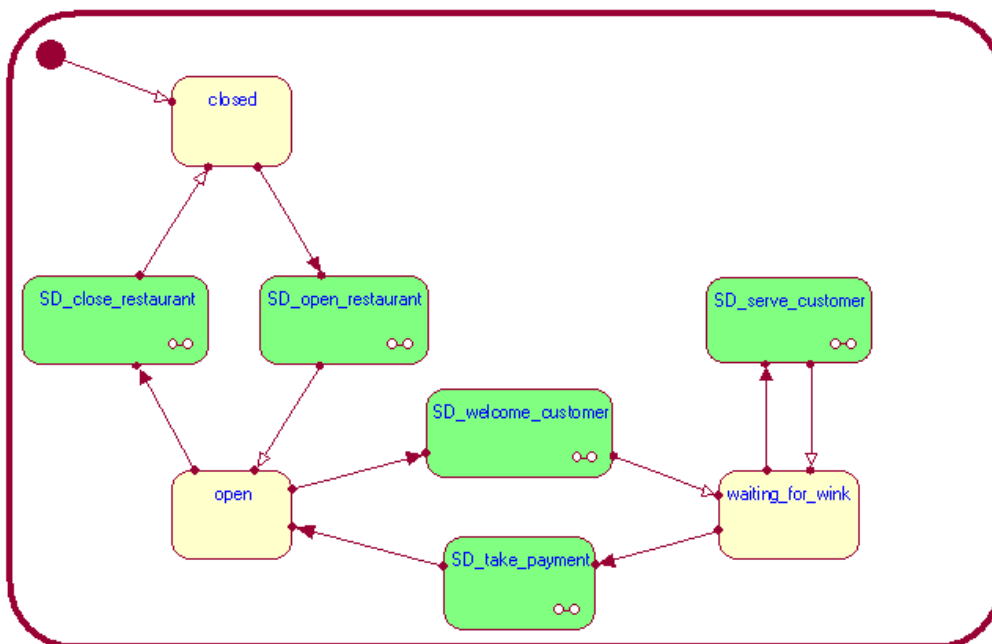 closed
SD_close_restaurant
SD_open_restaurant
SD_serve_customer
SD_welcome_customer
open
waiting_for_wink
SD_take_payment